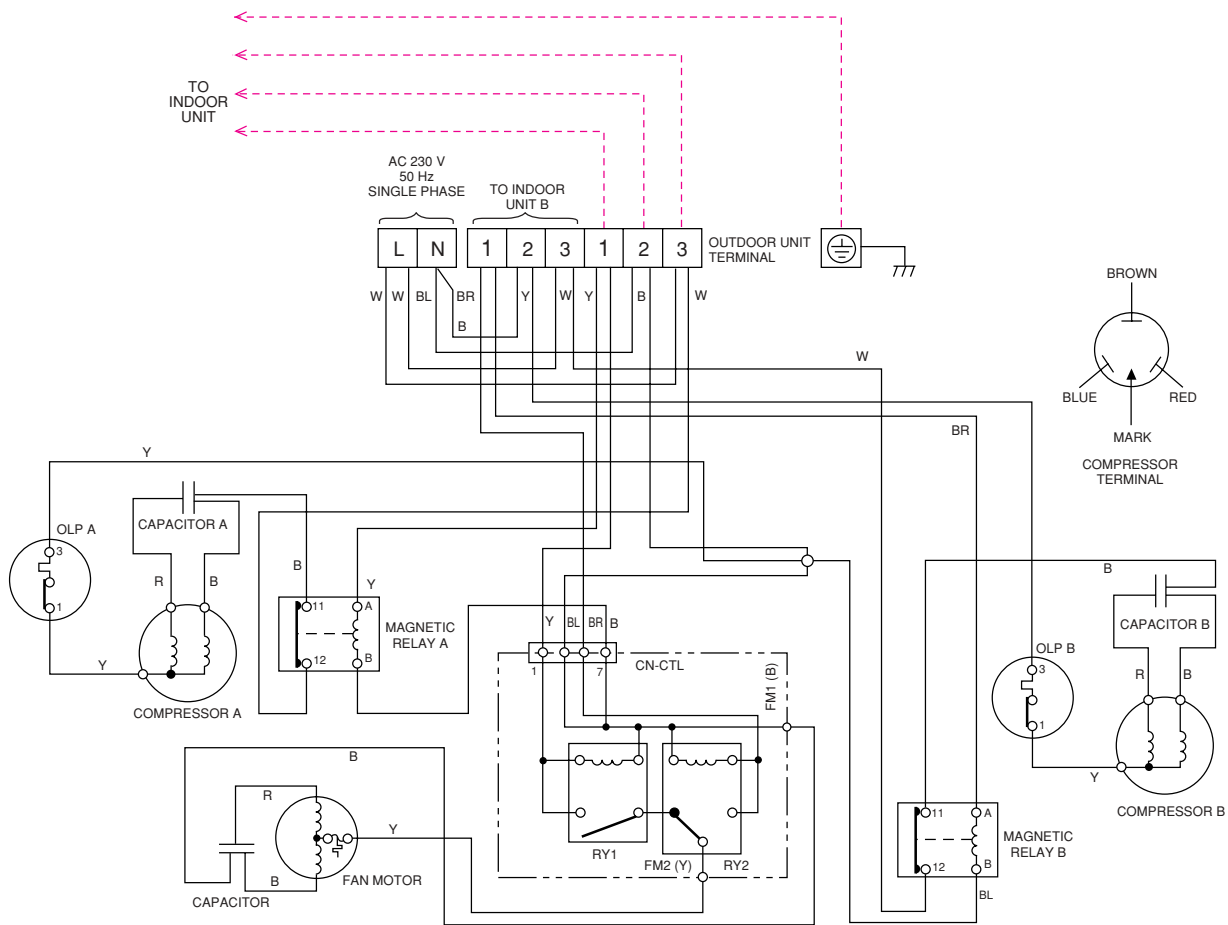 TO
INDOOR
UNIT
AC 230 V
50 Hz
SINGLE PHASE
TO INDOOR
UNIT B
L N 1 2 3 1 2 3
OUTDOOR UNIT
TERMINAL
W W BL BR Y W Y B W
B
W
BROWN
BLUE
RED
MARK
COMPRESSOR
TERMINAL
BR
Y
OLP A
3
1
CAPACITOR A
R
B
Y
COMPRESSOR A
B
Y
11
A
12
B
MAGNETIC
RELAY A
Y BL BR B
1
7
CN-CTL
FM1 (B)
RY1
FM2 (Y)
RY2
B
R
Y
B
CAPACITOR
FAN MOTOR
B
CAPACITOR B
OLP B
3
1
R
B
Y
COMPRESSOR B
11
A
12
B
MAGNETIC
RELAY B
BL